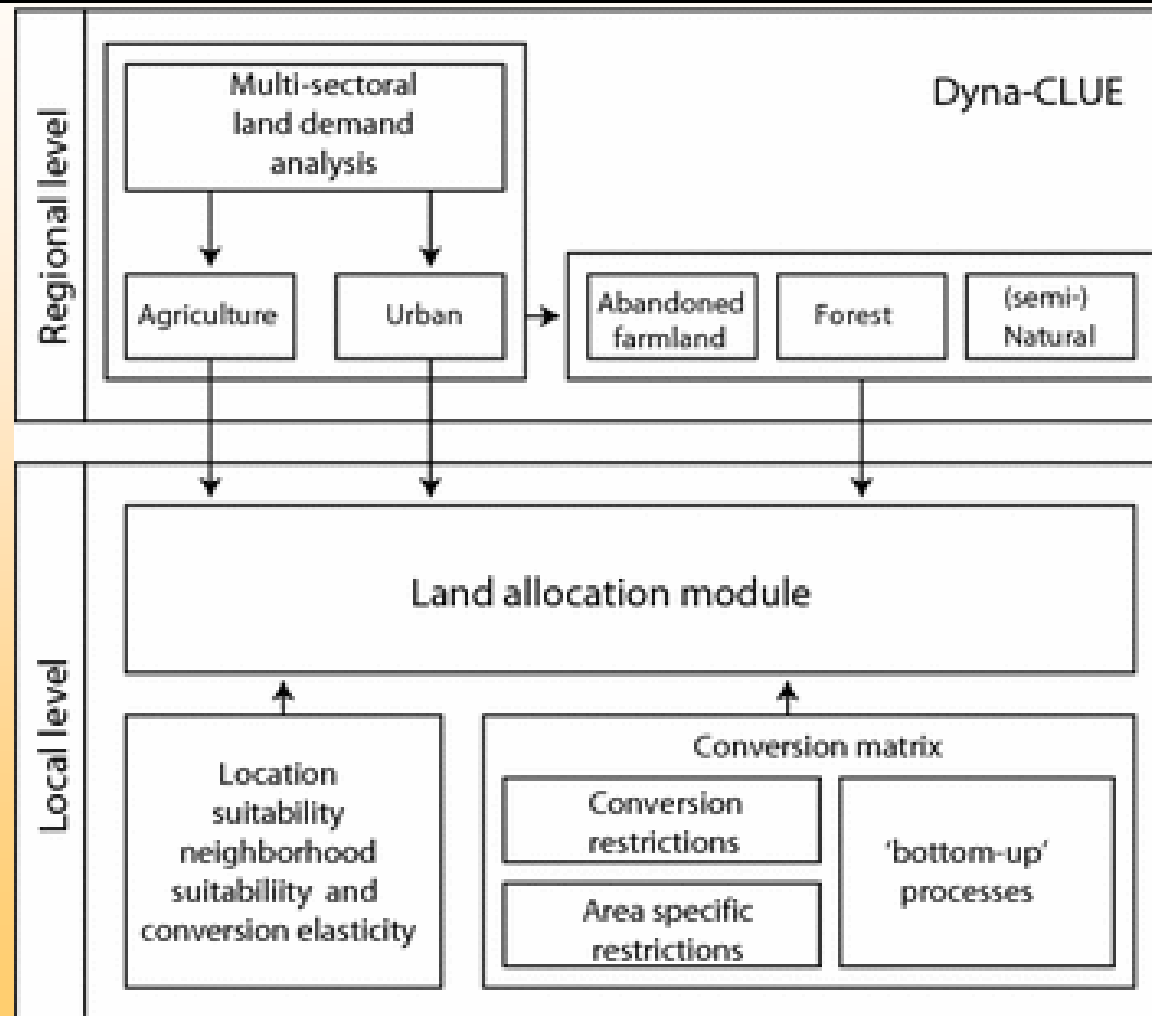 Dyna-CLUE
Regional level
Multi-sectoral
land demand
analysis
Agriculture
Urban
Abandoned
farmland
Forest
(semi-)
Natural
Local level
Land allocation module
Location
suitability
neighborhood
suitabiliity and
conversion elasticity
Conversion matrix
Conversion
restrictions
Area specific
restrictions
'bottom-up'
processes